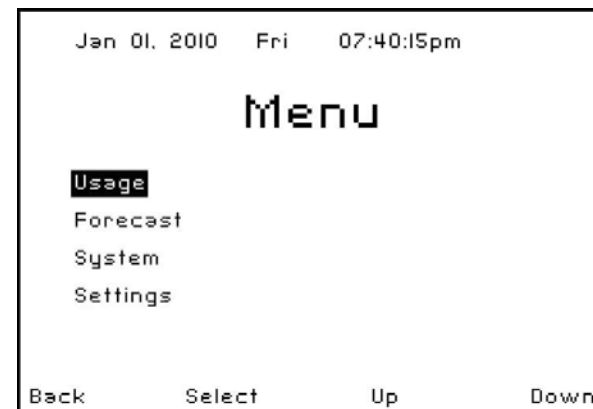 Jan 01, 2010 Fri 07:40:15pm
Menu
Usage
Forecast
System
Settings
Back Select Up Down